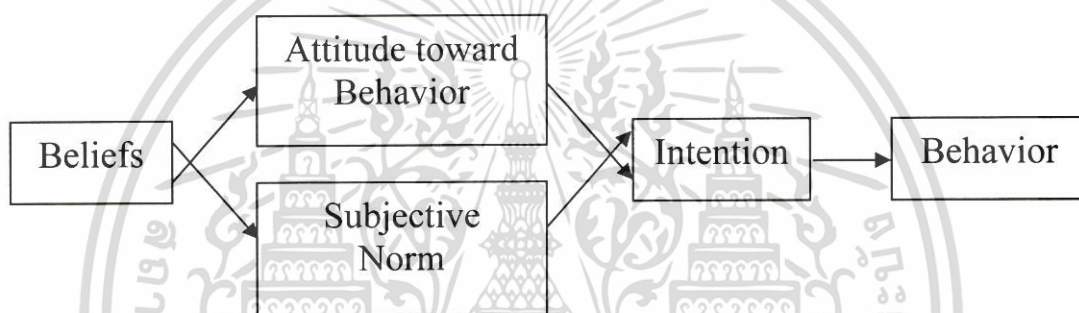 Beliefs
Attitude toward
Behavior
Subjective
Norm
Intention
Behavior